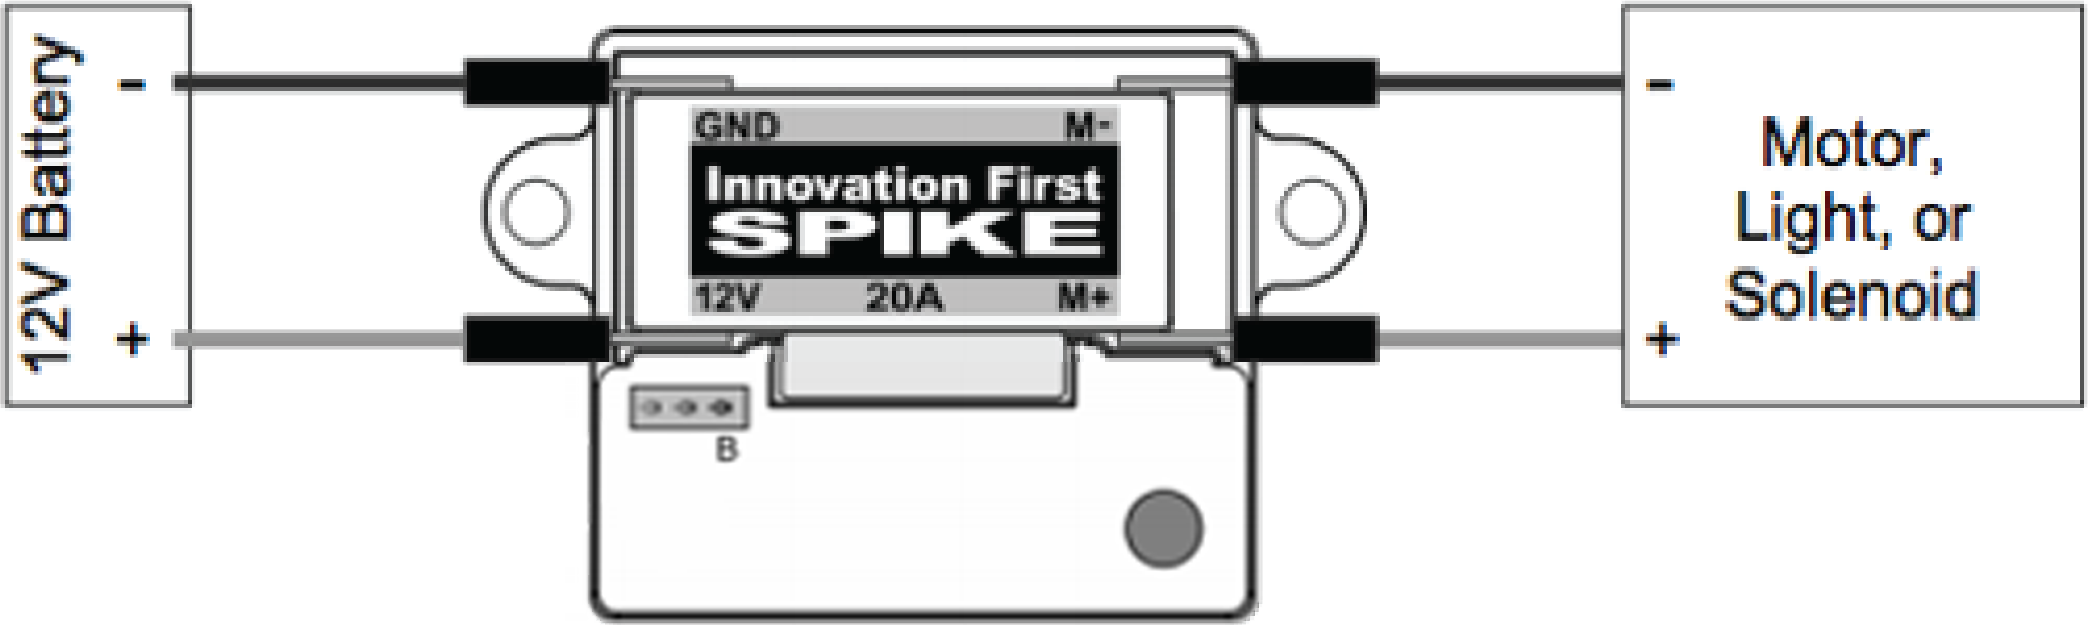 12V Battery
-
+
GND M-
Innovation First
SPIKE
12V 20A M+
B
-
Motor,
Light, or
Solenoid
+